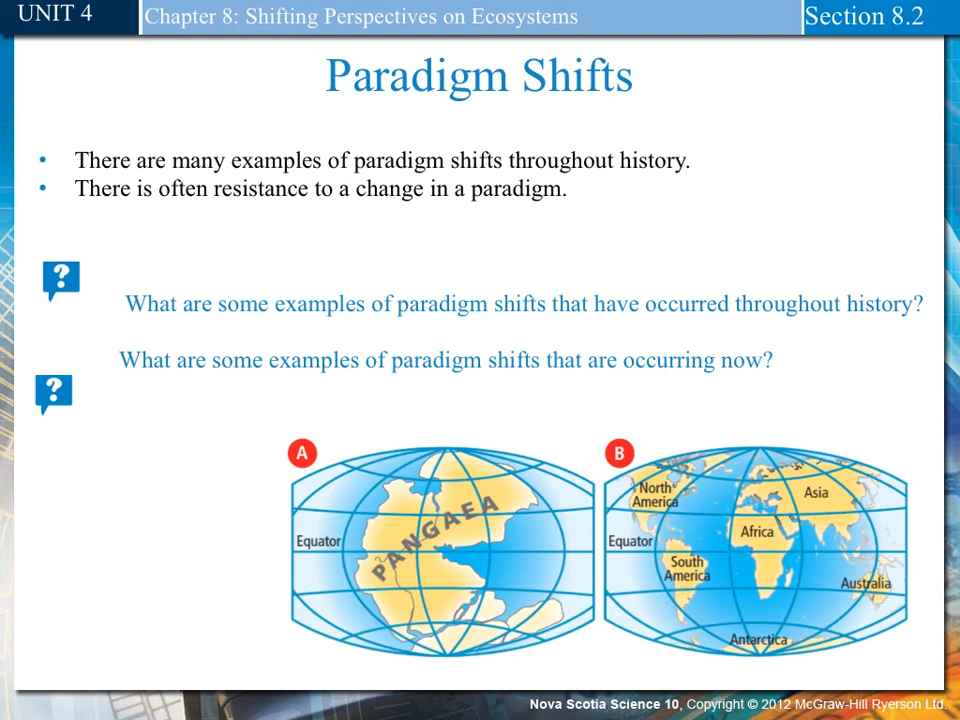 UNIT 4
Chapter 8: Shifting Perspectives on Ecosystems
Section 8.2
Paradigm Shifts
• There are many examples of paradigm shifts throughout history.
• There is often resistance to a change in a paradigm.
?
What are some examples of paradigm shifts that have occurred throughout history?
What are some examples of paradigm shifts that are occurring now?
?
A
PANGAEA
Equator
B
North
America
Asia
Africa
Equator
South
America
Australia
Antarctica
Nova Scotia Science 10, Copyright © 2012 McGraw-Hill Ryerson Ltd.